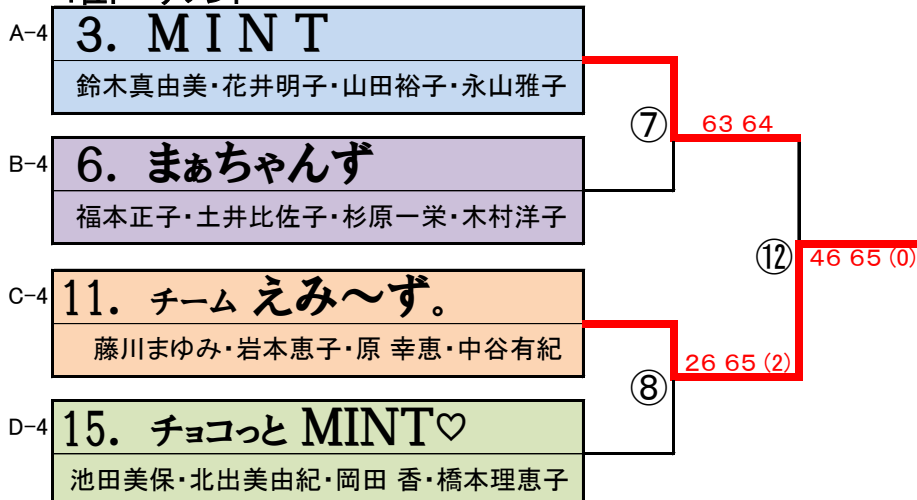 A-4
3. MINT
鈴木真由美・花井明子・山田裕子・永山雅子
⑦
63 64
B-4
6. まぁちゃんず
福本正子・土井比佐子・杉原一栄・木村洋子
⑫
46 65 (0)
C-4
11. チーム えみ～ず。
藤川まゆみ・岩本恵子・原 幸恵・中谷有紀
26 65 (2)
⑧
D-4
15. チョコっと MINT♡
池田美保・北出美由紀・岡田 香・橋本理恵子